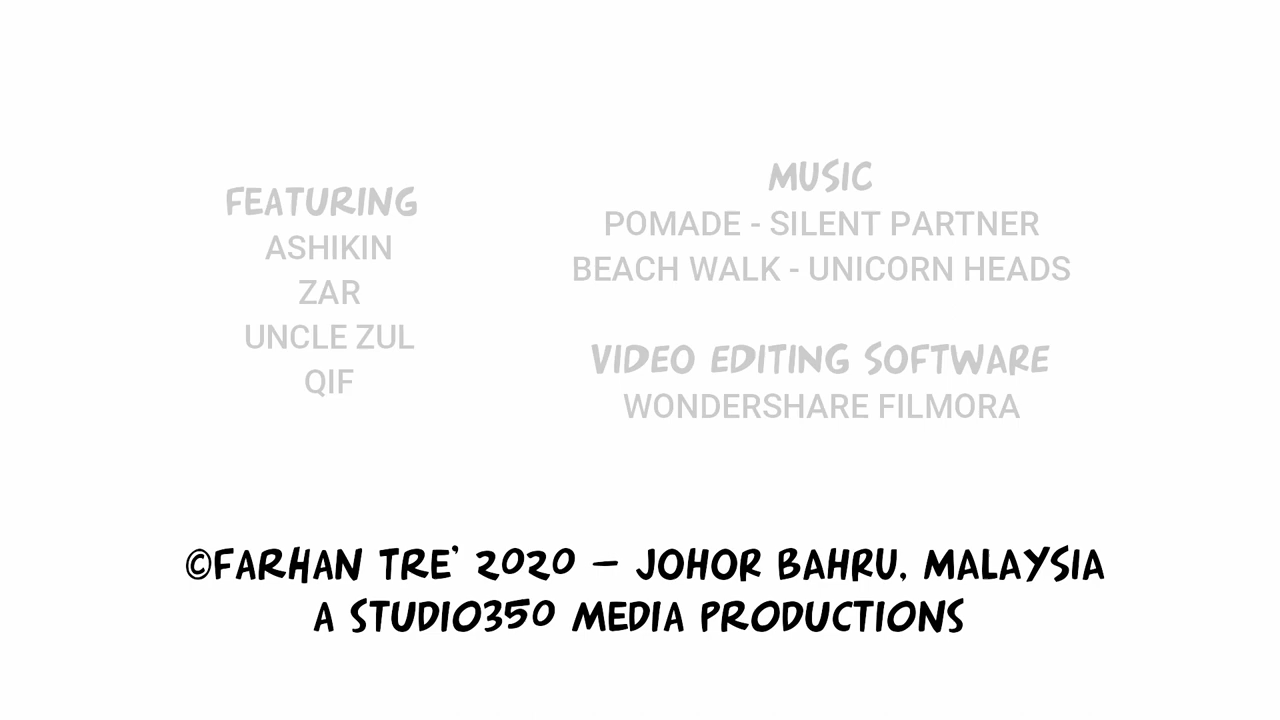 FEATURING
ASHIKIN
ZAR
UNCLE ZUL
QIF
MUSIC
POMADE - SILENT PARTNER
BEACH WALK - UNICORN HEADS
VIDEO EDITING SOFTWARE
WONDERSHARE FILMORA
©FARHAN TRE' 2020 – JOHOR BAHRU, MALAYSIA
A STUDIO350 MEDIA PRODUCTIONS